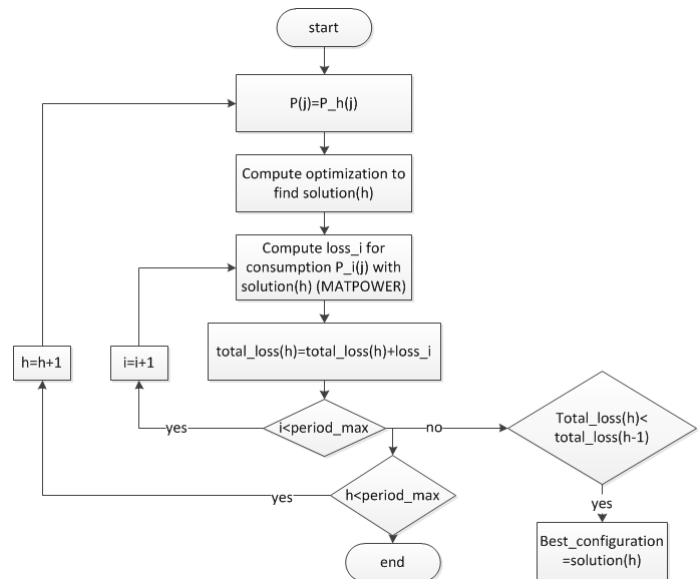 start
P(j)=P_h(j)
Compute optimization to
find solution(h)
Compute loss_i for
consumption P_i(j) with
solution(h) (MATPOWER)
total_loss(h)=total_loss(h)+loss_i
h=h+1
i=i+1
i<period_max
yes
no
Total_loss(h)<
total_loss(h-1)
h<period_max
yes
yes
Best_configuration
=solution(h)
end